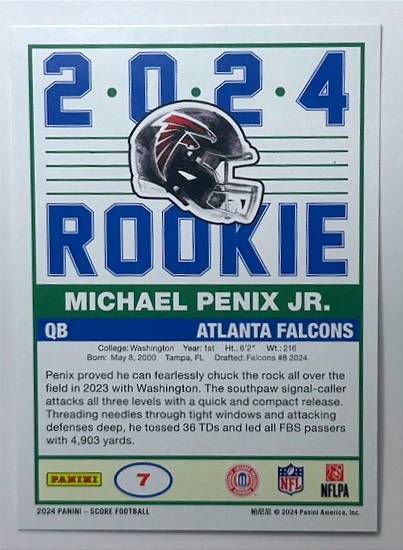 2·0·2·4
ROOKIE
MICHAEL PENIX JR.
QB ATLANTA FALCONS
College: Washington Year: 1st Ht.: 6'2" Wt.: 216
Born: May 8, 2000 Tampa, FL Drafted: Falcons #8 2024
Penix proved he can fearlessly chuck the rock all over the
field in 2023 with Washington. The southpaw signal-caller
attacks all three levels with a quick and compact release.
Threading needles through tight windows and attacking
defenses deep, he tossed 36 TDs and led all FBS passers
with 4,903 yards.
PANINI 7 NFL NFLPA
2024 PANINI – SCORE FOOTBALL 帕尼尼 © 2024 Panini America, Inc.